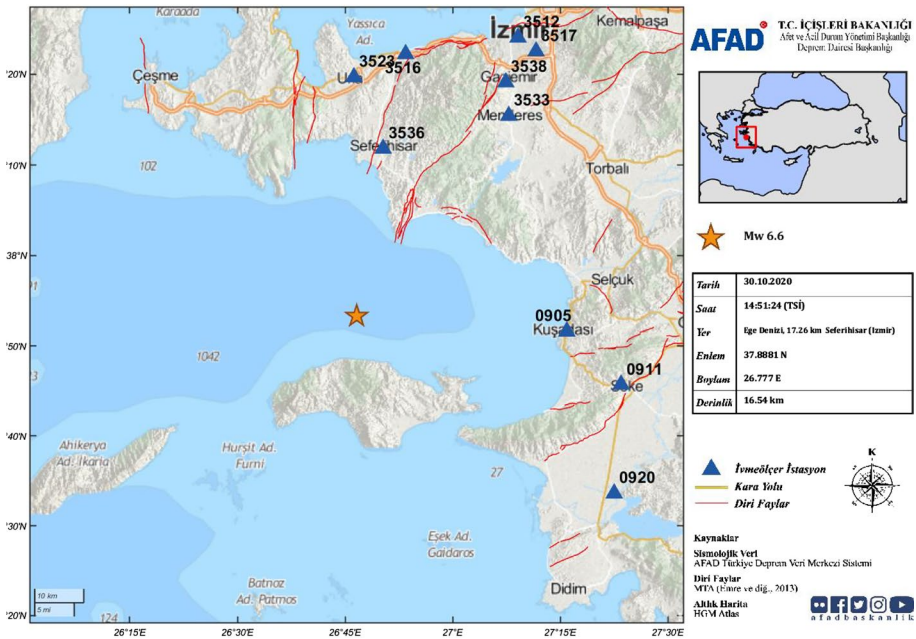 Karaada
Yassıca
Ad.
İzmir
3512
3517
Kemalpaşa
Çeşme
3523
3516
3538
Gaziemir
3533
Menderes
3536
Seferihisar
102
Torbalı
Selçuk
0905
Kuşadası
1042
0911
Söke
Ahikerya
Ad. Ikaria
Hurşit Ad.
Furni
27
0920
Eşek Ad.
Gaidaros
Batnoz
Ad. Patmos
Didim
124
10 km
5 mi
'20'N
'10'N
38°N
'50'N
'40'N
'30'N
'20'N
26°15'E
26°30'E
26°45'E
27°E
27°15'E
27°30'E
AFAD
T.C. İÇİŞLERİ BAKANLIĞI
Afet ve Acil Durum Yönetimi Başkanlığı
Deprem Dairesi Başkanlığı
Mw 6.6
Tarih 30.10.2020
Saat 14:51:24 (TSİ)
Yer Ege Denizi, 17.26 km Seferihisar (Izmir)
Enlem 37.8881 N
Boylam 26.777 E
Derinlik 16.54 km
İvmeölçer İstasyon
Kara Yolu
Diri Faylar
K
Kaynaklar
Sismolojik Veri
AFAD Türkiye Deprem Veri Merkezi Sistemi
Diri Faylar
MTA (Emre ve diğ., 2013)
Altlık Harita
HGM Atlas
afadbaskanlik